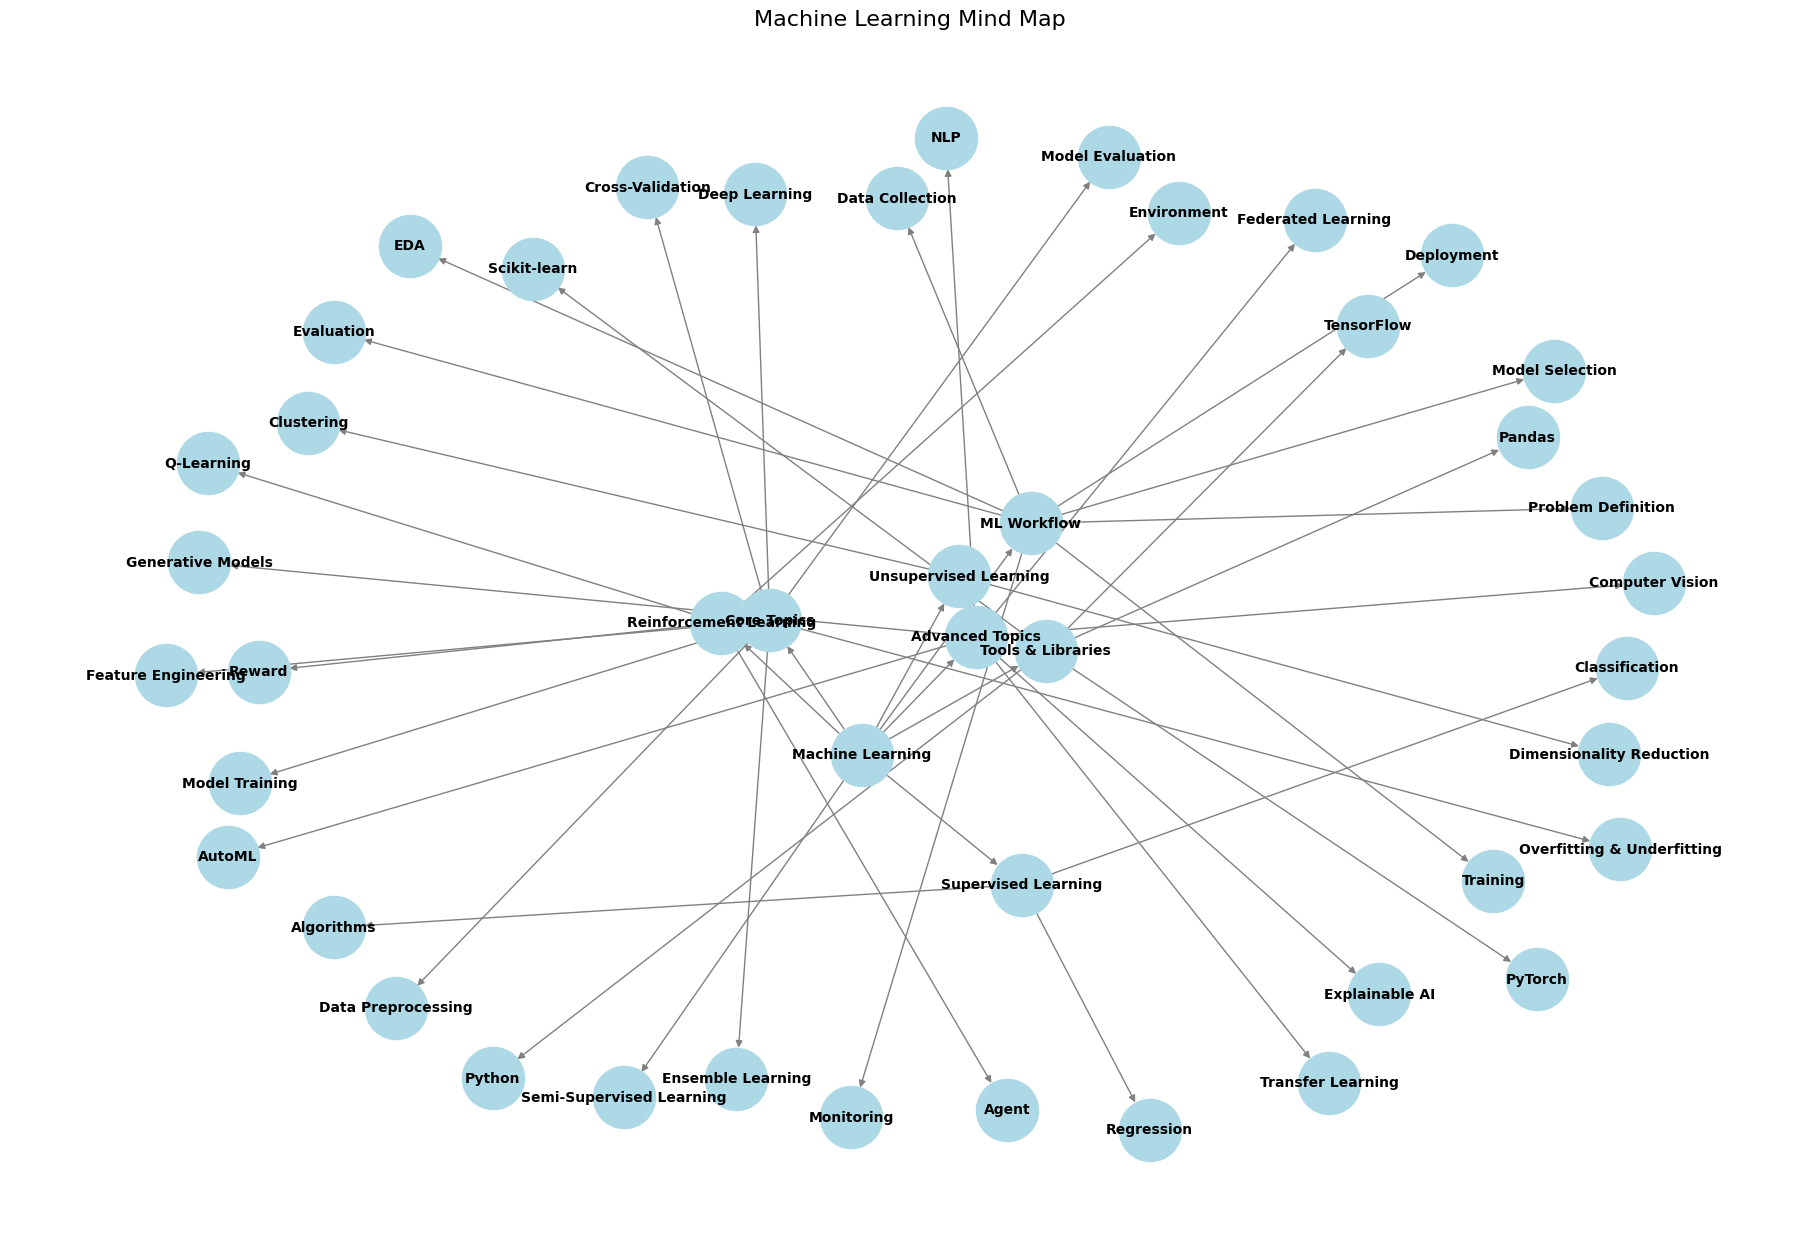 Machine Learning Mind Map
NLP
Model Evaluation
Cross-Validation
Deep Learning
Data Collection
Environment
Federated Learning
EDA
Scikit-learn
Deployment
Evaluation
TensorFlow
Model Selection
Clustering
Pandas
Q-Learning
Problem Definition
ML Workflow
Generative Models
Unsupervised Learning
Computer Vision
Reinforcement Learning
Core Topics
Advanced Topics
Tools & Libraries
Feature Engineering
Reward
Classification
Machine Learning
Dimensionality Reduction
Model Training
AutoML
Overfitting & Underfitting
Supervised Learning
Training
Algorithms
PyTorch
Explainable AI
Data Preprocessing
Python
Semi-Supervised Learning
Ensemble Learning
Transfer Learning
Monitoring
Agent
Regression